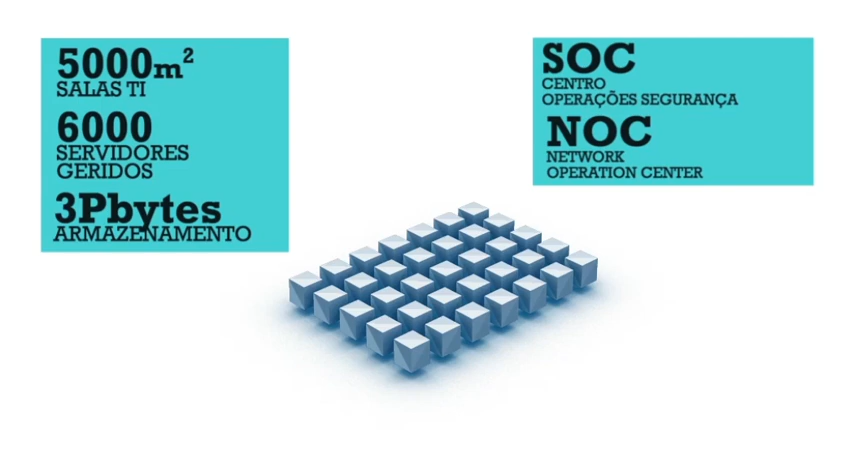 5000m²
SALAS TI
6000
SERVIDORES
GERIDOS
3Pbytes
ARMAZENAMENTO
SOC
CENTRO
OPERAÇÕES SEGURANÇA
NOC
NETWORK
OPERATION CENTER